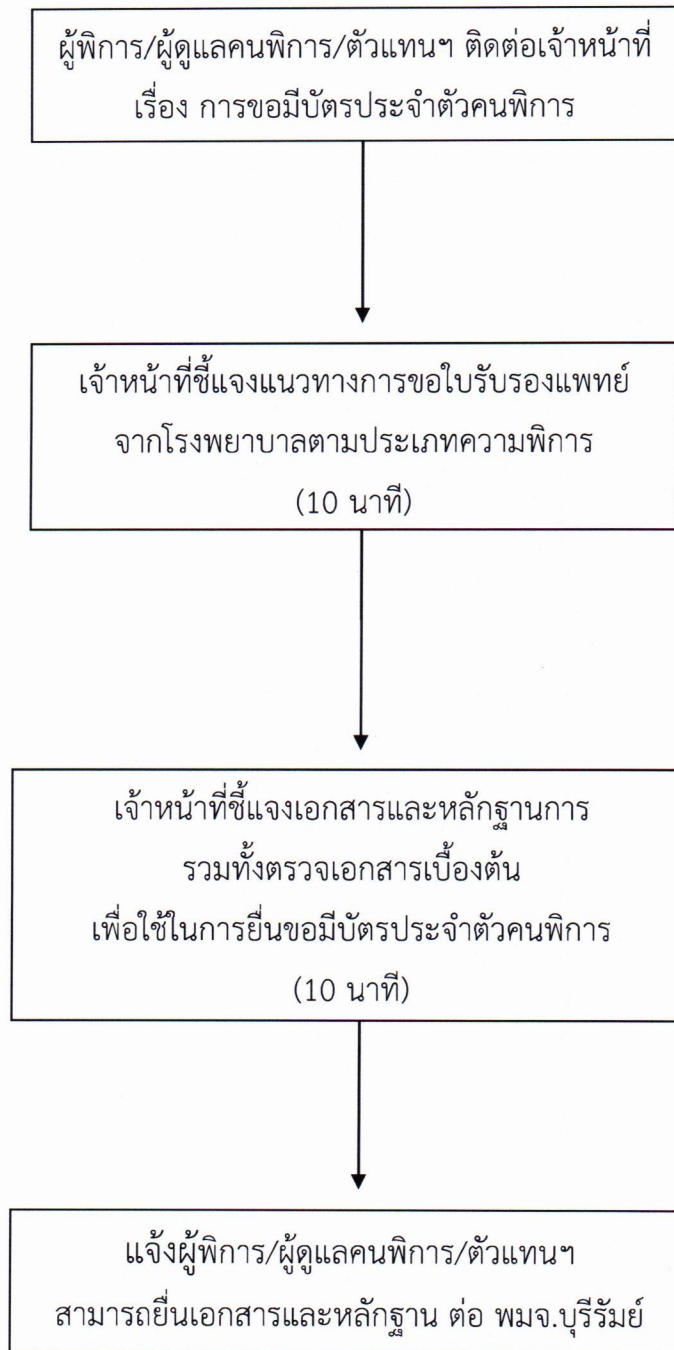 ผู้พิการ/ผู้ดูแลคนพิการ/ตัวแทนฯ ติดต่อเจ้าหน้าที่
เรื่อง การขอมีบัตรประจำตัวคนพิการ
เจ้าหน้าที่ชี้แจงแนวทางการขอใบรับรองแพทย์
จากโรงพยาบาลตามประเภทความพิการ
(10 นาที)
เจ้าหน้าที่ชี้แจงเอกสารและหลักฐานการ
รวมทั้งตรวจเอกสารเบื้องต้น
เพื่อใช้ในการยื่นขอมีบัตรประจำตัวคนพิการ
(10 นาที)
แจ้งผู้พิการ/ผู้ดูแลคนพิการ/ตัวแทนฯ
สามารถยื่นเอกสารและหลักฐาน ต่อ พมจ.บุรีรัมย์